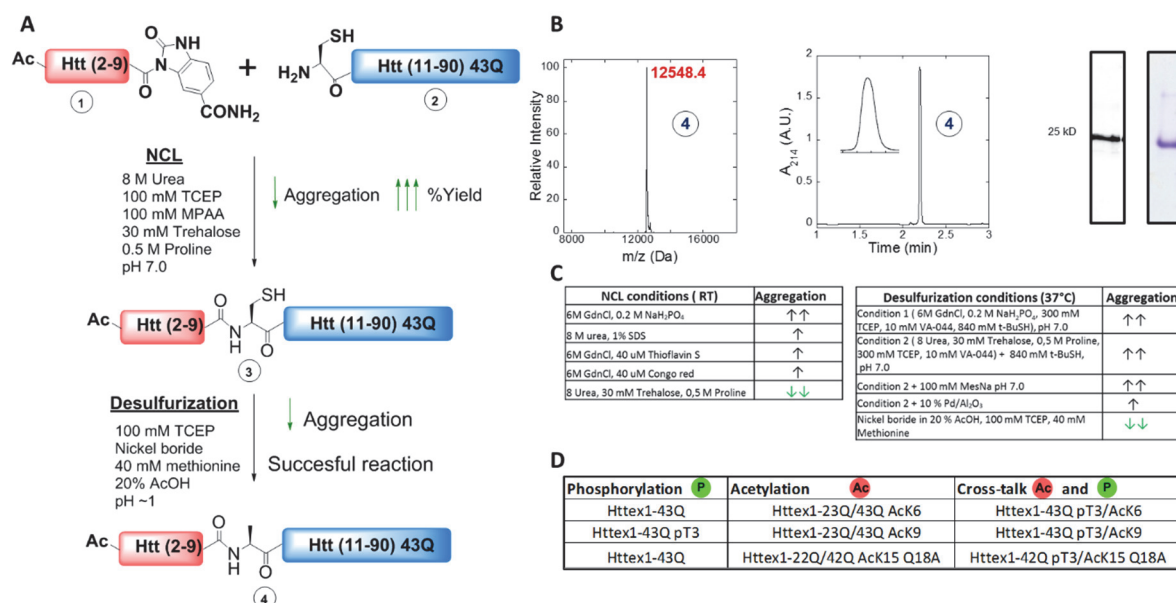 A
Ac
Htt (2-9)
O
NH
N
O
CONH2
1
+
SH
H2N
O
Htt (11-90) 43Q
2
NCL
8 M Urea
100 mM TCEP
100 mM MPAA
30 mM Trehalose
0.5 M Proline
pH 7.0
Aggregation
%Yield
Ac
Htt (2-9)
O
N
H
SH
O
Htt (11-90) 43Q
3
Desulfurization
100 mM TCEP
Nickel boride
40 mM methionine
20% AcOH
pH ~1
Aggregation
Succesful reaction
Ac
Htt (2-9)
O
N
H
O
Htt (11-90) 43Q
4
B
Relative Intensity
100
80
60
40
20
0
12548.4
4
8000 12000 16000
m/z (Da)
A214 (A.U.)
2
1.5
1
0.5
0
4
1 1.5 2 2.5 3
Time (min)
25 kD
C
NCL conditions ( RT) Aggregation
6M GdnCl, 0.2 M NaH2PO4 ↑↑
8 M urea, 1% SDS ↑
6M GdnCl, 40 uM Thioflavin S ↑
6M GdnCl, 40 uM Congo red ↑
8 Urea, 30 mM Trehalose, 0,5 M Proline ↓↓
Desulfurization conditions (37°C) Aggregation
Condition 1 ( 6M GdnCl, 0.2 M NaH2PO4, 300 mM
TCEP, 10 mM VA-044, 840 mM t-BuSH), pH 7.0 ↑↑
Condition 2 ( 8 Urea, 30 mM Trehalose, 0,5 M Proline,
300 mM TCEP, 10 mM VA-044) + 840 mM t-BuSH,
pH 7.0 ↑↑
Condition 2 + 100 mM MesNa pH 7.0 ↑↑
Condition 2 + 10 % Pd/Al2O3 ↑
Nickel boride in 20 % AcOH, 100 mM TCEP, 40 mM
Methionine ↓↓
D
Phosphorylation P Acetylation Ac Cross-talk Ac and P
Httex1-43Q Httex1-23Q/43Q AcK6 Httex1-43Q pT3/AcK6
Httex1-43Q pT3 Httex1-23Q/43Q AcK9 Httex1-43Q pT3/AcK9
Httex1-43Q Httex1-22Q/42Q AcK15 Q18A Httex1-42Q pT3/AcK15 Q18A